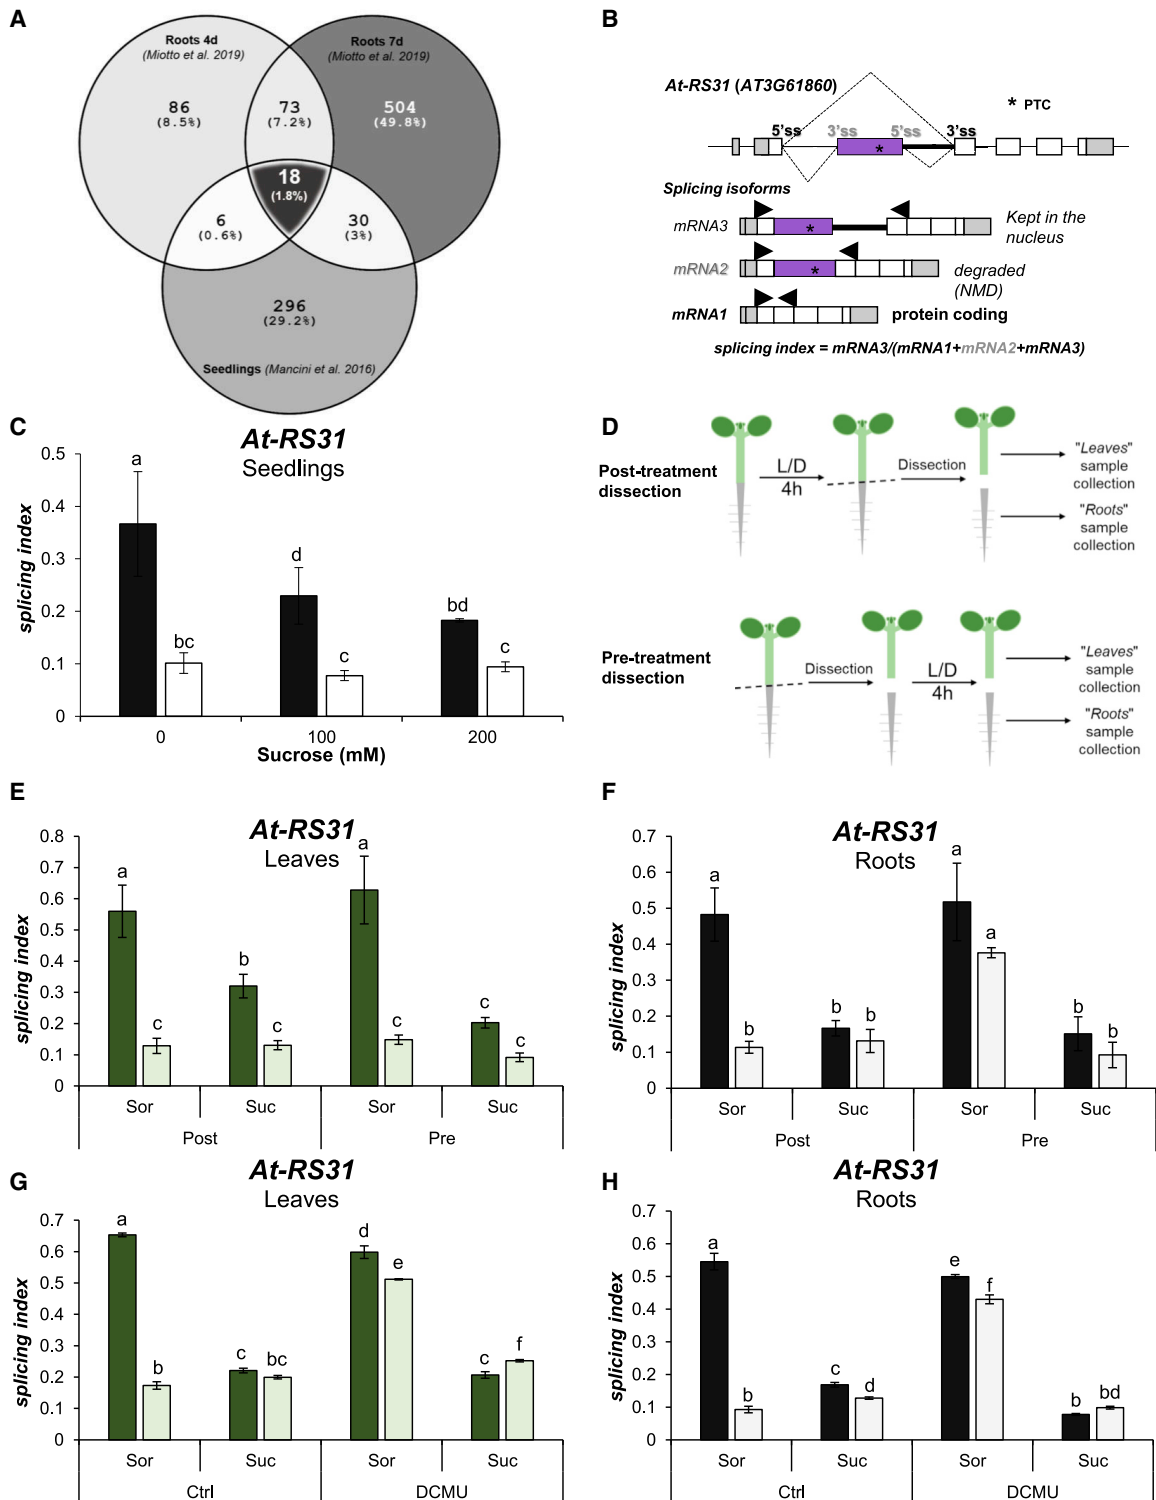 A
Roots 4d
(Miotto et al. 2019)
Roots 7d
(Miotto et al. 2019)
86
(8.5%)
73
(7.2%)
504
(49.8%)
18
(1.8%)
6
(0.6%)
30
(3%)
296
(29.2%)
Seedlings (Mancini et al. 2016)
B
At-RS31 (AT3G61860)
* PTC
5'ss 3'ss 5'ss 3'ss
*
Splicing isoforms
mRNA3
*
Kept in the
nucleus
mRNA2
*
degraded
(NMD)
mRNA1
protein coding
splicing index = mRNA3/(mRNA1+mRNA2+mRNA3)
C
At-RS31
Seedlings
splicing index
0.5
0.4
0.3
0.2
0.1
0
a
bc
d
c
bd
c
0
100
200
Sucrose (mM)
D
Post-treatment
dissection
L/D
4h
Dissection
"Leaves"
sample
collection
"Roots"
sample
collection
Pre-treatment
dissection
Dissection
L/D
4h
"Leaves"
sample
collection
"Roots"
sample
collection
E
At-RS31
Leaves
splicing index
0.8
0.7
0.6
0.5
0.4
0.3
0.2
0.1
0
a
c
b
c
a
c
c
c
Sor
Suc
Sor
Suc
Post
Pre
F
At-RS31
Roots
splicing index
0.7
0.6
0.5
0.4
0.3
0.2
0.1
0
a
b
b
b
a
a
b
b
Sor
Suc
Sor
Suc
Post
Pre
G
At-RS31
Leaves
splicing index
0.7
0.6
0.5
0.4
0.3
0.2
0.1
0
a
b
c
bc
d
e
c
f
Sor
Suc
Sor
Suc
Ctrl
DCMU
H
At-RS31
Roots
splicing index
0.7
0.6
0.5
0.4
0.3
0.2
0.1
0
a
b
c
d
e
f
b
bd
Sor
Suc
Sor
Suc
Ctrl
DCMU